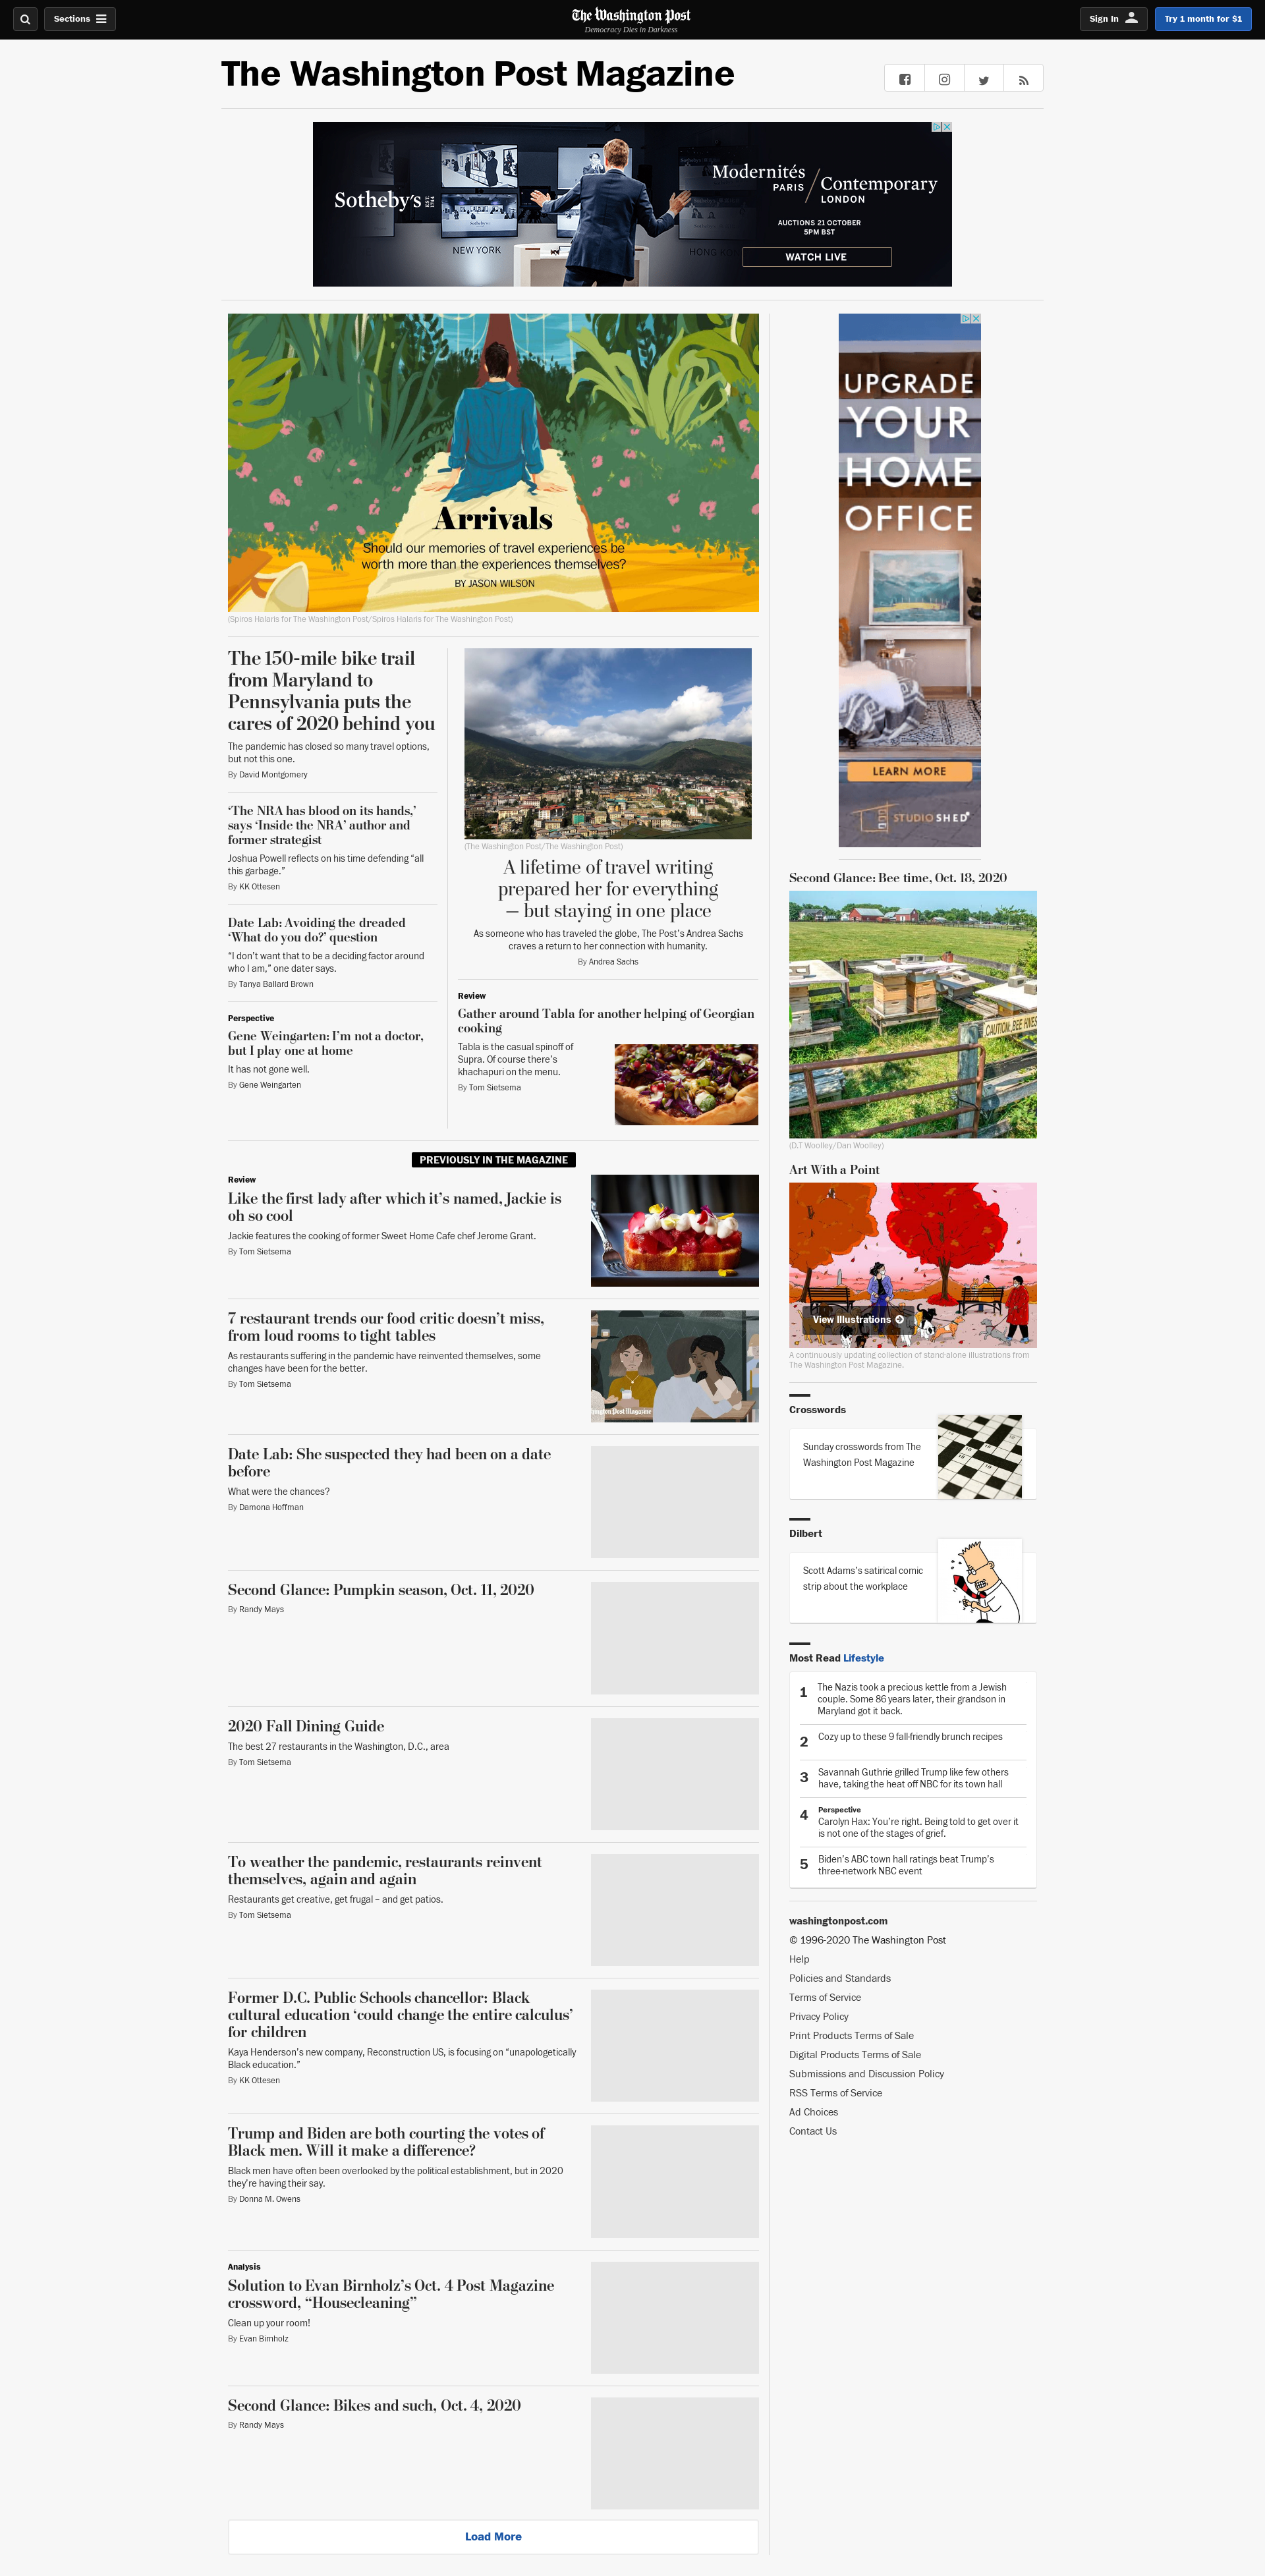 Sections
The Washington Post
Democracy Dies in Darkness
Sign In
Try 1 month for $1
The Washington Post Magazine
Sotheby's
EST 1744
NEW YORK
Modernités
PARIS
Contemporary
LONDON
AUCTIONS 21 OCTOBER
5PM BST
WATCH LIVE
Arrivals
Should our memories of travel experiences be
worth more than the experiences themselves?
BY JASON WILSON
(Spiros Halaris for The Washington Post/Spiros Halaris for The Washington Post)
The 150-mile bike trail
from Maryland to
Pennsylvania puts the
cares of 2020 behind you
The pandemic has closed so many travel options,
but not this one.
By David Montgomery
‘The NRA has blood on its hands,’
says ‘Inside the NRA’ author and
former strategist
Joshua Powell reflects on his time defending “all
this garbage.”
By KK Ottesen
Date Lab: Avoiding the dreaded
‘What do you do?’ question
“I don’t want that to be a deciding factor around
who I am,” one dater says.
By Tanya Ballard Brown
Perspective
Gene Weingarten: I’m not a doctor,
but I play one at home
It has not gone well.
By Gene Weingarten
(The Washington Post/The Washington Post)
A lifetime of travel writing
prepared her for everything
— but staying in one place
As someone who has traveled the globe, The Post’s Andrea Sachs
craves a return to her connection with humanity.
By Andrea Sachs
Review
Gather around Tabla for another helping of Georgian
cooking
Tabla is the casual spinoff of
Supra. Of course there’s
khachapuri on the menu.
By Tom Sietsema
PREVIOUSLY IN THE MAGAZINE
Review
Like the first lady after which it’s named, Jackie is
oh so cool
Jackie features the cooking of former Sweet Home Cafe chef Jerome Grant.
By Tom Sietsema
7 restaurant trends our food critic doesn’t miss,
from loud rooms to tight tables
As restaurants suffering in the pandemic have reinvented themselves, some
changes have been for the better.
By Tom Sietsema
Post Magazine
Date Lab: She suspected they had been on a date
before
What were the chances?
By Damona Hoffman
Second Glance: Pumpkin season, Oct. 11, 2020
By Randy Mays
2020 Fall Dining Guide
The best 27 restaurants in the Washington, D.C., area
By Tom Sietsema
To weather the pandemic, restaurants reinvent
themselves, again and again
Restaurants get creative, get frugal – and get patios.
By Tom Sietsema
Former D.C. Public Schools chancellor: Black
cultural education ‘could change the entire calculus’
for children
Kaya Henderson’s new company, Reconstruction US, is focusing on “unapologetically
Black education.”
By KK Ottesen
Trump and Biden are both courting the votes of
Black men. Will it make a difference?
Black men have often been overlooked by the political establishment, but in 2020
they’re having their say.
By Donna M. Owens
Analysis
Solution to Evan Birnholz’s Oct. 4 Post Magazine
crossword, “Housecleaning”
Clean up your room!
By Evan Birnholz
Second Glance: Bikes and such, Oct. 4, 2020
By Randy Mays
Load More
UPGRADE
YOUR
HOME
OFFICE
LEARN MORE
STUDIO SHED
Second Glance: Bee time, Oct. 18, 2020
CAUTION BEE HIVES
(D.T Woolley/Dan Woolley)
Art With a Point
View Illustrations
A continuously updating collection of stand-alone illustrations from
The Washington Post Magazine.
Crosswords
Sunday crosswords from The
Washington Post Magazine
Dilbert
Scott Adams’s satirical comic
strip about the workplace
Most Read Lifestyle
1 The Nazis took a precious kettle from a Jewish
couple. Some 86 years later, their grandson in
Maryland got it back.
2 Cozy up to these 9 fall-friendly brunch recipes
3 Savannah Guthrie grilled Trump like few others
have, taking the heat off NBC for its town hall
Perspective
4 Carolyn Hax: You’re right. Being told to get over it
is not one of the stages of grief.
5 Biden’s ABC town hall ratings beat Trump’s
three-network NBC event
washingtonpost.com
© 1996-2020 The Washington Post
Help
Policies and Standards
Terms of Service
Privacy Policy
Print Products Terms of Sale
Digital Products Terms of Sale
Submissions and Discussion Policy
RSS Terms of Service
Ad Choices
Contact Us